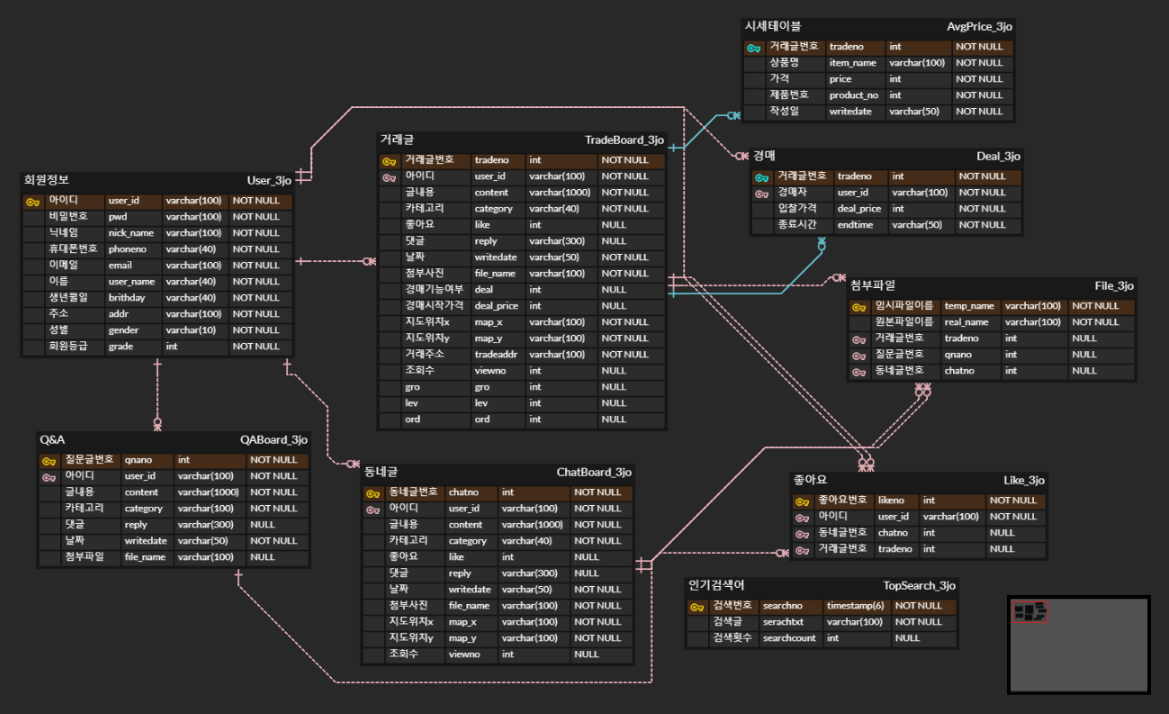 시세테이블 AvgPrice_3jo
거래글번호 tradeno int NOT NULL
상품명 item_name varchar(100) NOT NULL
가격 price int NOT NULL
제품번호 product_no int NOT NULL
작성일 writedate varchar(50) NOT NULL
거래글 TradeBoard_3jo
거래글번호 tradeno int NOT NULL
아이디 user_id varchar(100) NOT NULL
글내용 content varchar(1000) NOT NULL
카테고리 category varchar(40) NOT NULL
좋아요 like int NULL
댓글 reply varchar(300) NULL
날짜 writedate varchar(50) NOT NULL
첨부사진 file_name varchar(100) NOT NULL
경매기능여부 deal int NULL
경매시작가격 deal_price int NULL
지도위치x map_x varchar(100) NULL
지도위치y map_y varchar(100) NULL
거래주소 tradeaddr varchar(100) NULL
조회수 viewno int NULL
gro gro int NULL
lev lev int NULL
ord ord int NULL
경매 Deal_3jo
거래글번호 tradeno int NOT NULL
경매자 user_id varchar(100) NOT NULL
입찰가격 deal_price int NOT NULL
종료시간 endtime varchar(50) NOT NULL
회원정보 User_3jo
아이디 user_id varchar(100) NOT NULL
비밀번호 pwd varchar(100) NOT NULL
닉네임 nick_name varchar(100) NOT NULL
휴대폰번호 phoneno varchar(40) NOT NULL
이메일 email varchar(100) NOT NULL
이름 user_name varchar(40) NOT NULL
생년월일 brithday varchar(40) NOT NULL
주소 addr varchar(100) NOT NULL
성별 gender varchar(10) NOT NULL
회원등급 grade int NOT NULL
첨부파일 File_3jo
임시파일이름 temp_name varchar(100) NOT NULL
원본파일이름 real_name varchar(100) NOT NULL
거래글번호 tradeno int NULL
질문글번호 qnano int NULL
동네글번호 chatno int NULL
Q&A QABoard_3jo
질문글번호 qnano int NOT NULL
아이디 user_id varchar(100) NOT NULL
글내용 content varchar(1000) NOT NULL
카테고리 category varchar(100) NOT NULL
댓글 reply varchar(300) NULL
날짜 writedate varchar(50) NOT NULL
첨부파일 file_name varchar(100) NULL
동네글 ChatBoard_3jo
동네글번호 chatno int NOT NULL
아이디 user_id varchar(100) NOT NULL
글내용 content varchar(1000) NOT NULL
카테고리 category varchar(40) NOT NULL
좋아요 like int NULL
댓글 reply varchar(300) NULL
날짜 writedate varchar(50) NOT NULL
첨부사진 file_name varchar(100) NOT NULL
지도위치x map_x varchar(100) NOT NULL
지도위치y map_y varchar(100) NOT NULL
조회수 viewno int NULL
좋아요 Like_3jo
좋아요번호 likeno int NOT NULL
아이디 user_id varchar(100) NOT NULL
동네글번호 chatno int NULL
거래글번호 tradeno int NULL
인기검색어 TopSearch_3jo
검색번호 searchno timestamp(6) NOT NULL
검색글 serachtxt varchar(100) NOT NULL
검색횟수 searchcount int NULL